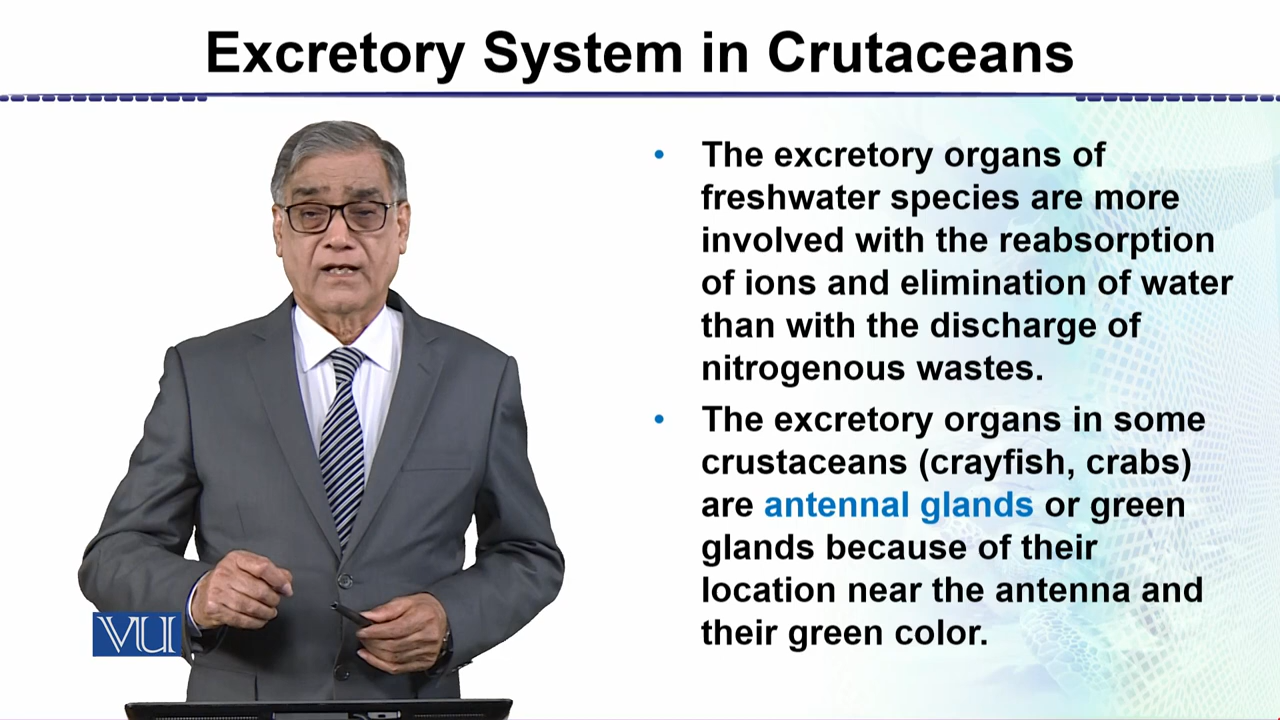 Excretory System in Crutaceans
• The excretory organs of
freshwater species are more
involved with the reabsorption
of ions and elimination of water
than with the discharge of
nitrogenous wastes.
• The excretory organs in some
crustaceans (crayfish, crabs)
are antennal glands or green
glands because of their
location near the antenna and
their green color.
VU